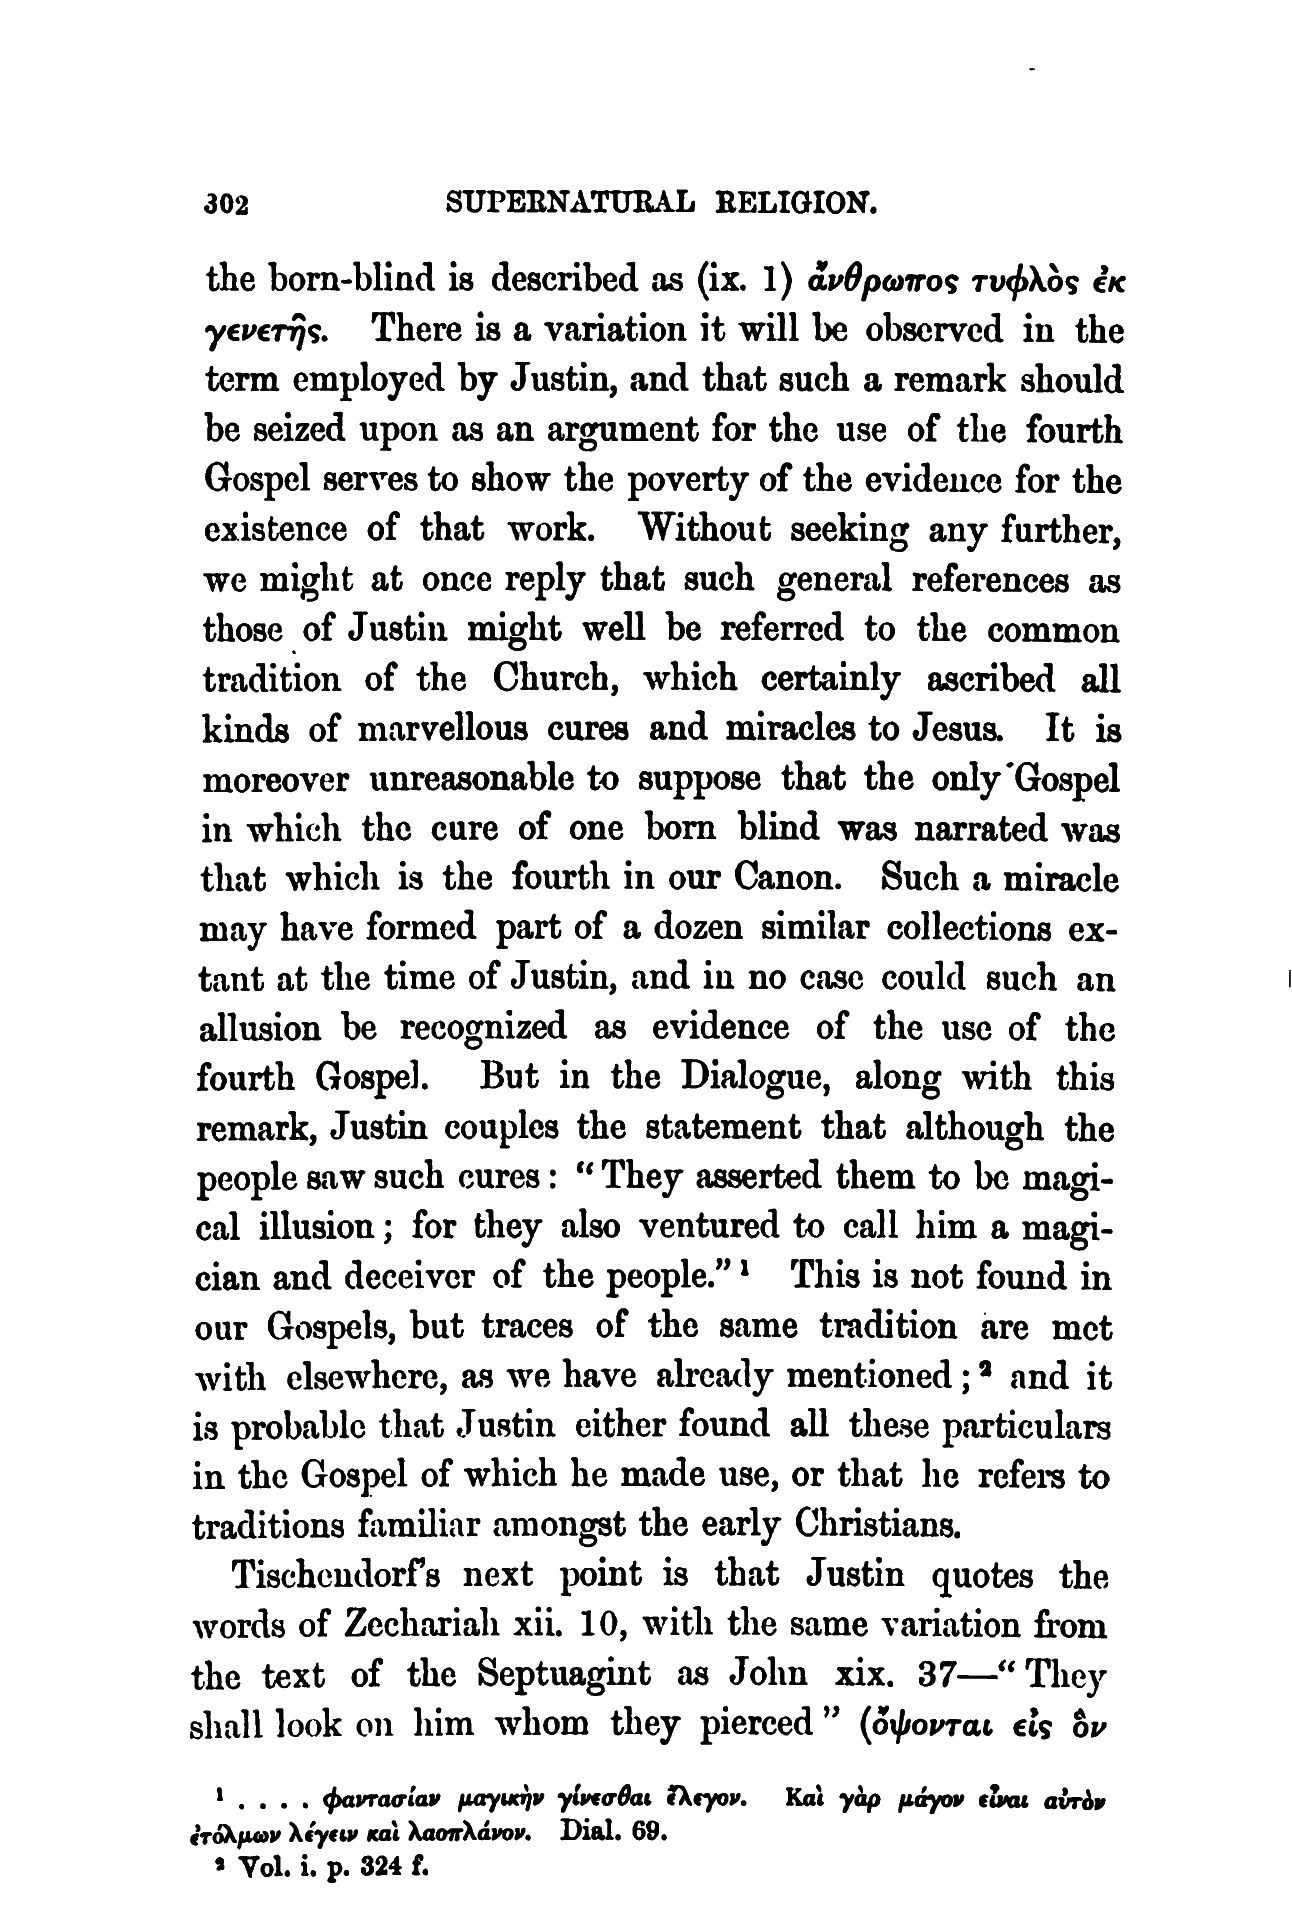 302 SUPERNATURAL RELIGION.
the born-blind is described as (ix. 1) ἄνθρωπος τυφλὸς ἐκ
γενετῆς. There is a variation it will be observed in the
term employed by Justin, and that such a remark should
be seized upon as an argument for the use of the fourth
Gospel serves to show the poverty of the evidence for the
existence of that work. Without seeking any further,
we might at once reply that such general references as
those of Justin might well be referred to the common
tradition of the Church, which certainly ascribed all
kinds of marvellous cures and miracles to Jesus. It is
moreover unreasonable to suppose that the only Gospel
in which the cure of one born blind was narrated was
that which is the fourth in our Canon. Such a miracle
may have formed part of a dozen similar collections ex-
tant at the time of Justin, and in no case could such an
allusion be recognized as evidence of the use of the
fourth Gospel. But in the Dialogue, along with this
remark, Justin couples the statement that although the
people saw such cures : “ They asserted them to be magi-
cal illusion ; for they also ventured to call him a magi-
cian and deceiver of the people.” ¹ This is not found in
our Gospels, but traces of the same tradition are met
with elsewhere, as we have already mentioned ; ² and it
is probable that Justin either found all these particulars
in the Gospel of which he made use, or that he refers to
traditions familiar amongst the early Christians.
Tischendorf’s next point is that Justin quotes the
words of Zechariah xii. 10, with the same variation from
the text of the Septuagint as John xix. 37—“ They
shall look on him whom they pierced ” (ὄψονται εἰς ὃν
¹ . . . . φαντασίαν μαγικὴν γίνεσθαι ἔλεγον. Καὶ γὰρ μάγον εἶναι αὐτὸν
ἐτόλμων λέγειν καὶ λαοπλάνον. Dial. 69.
² Vol. i. p. 324 f.